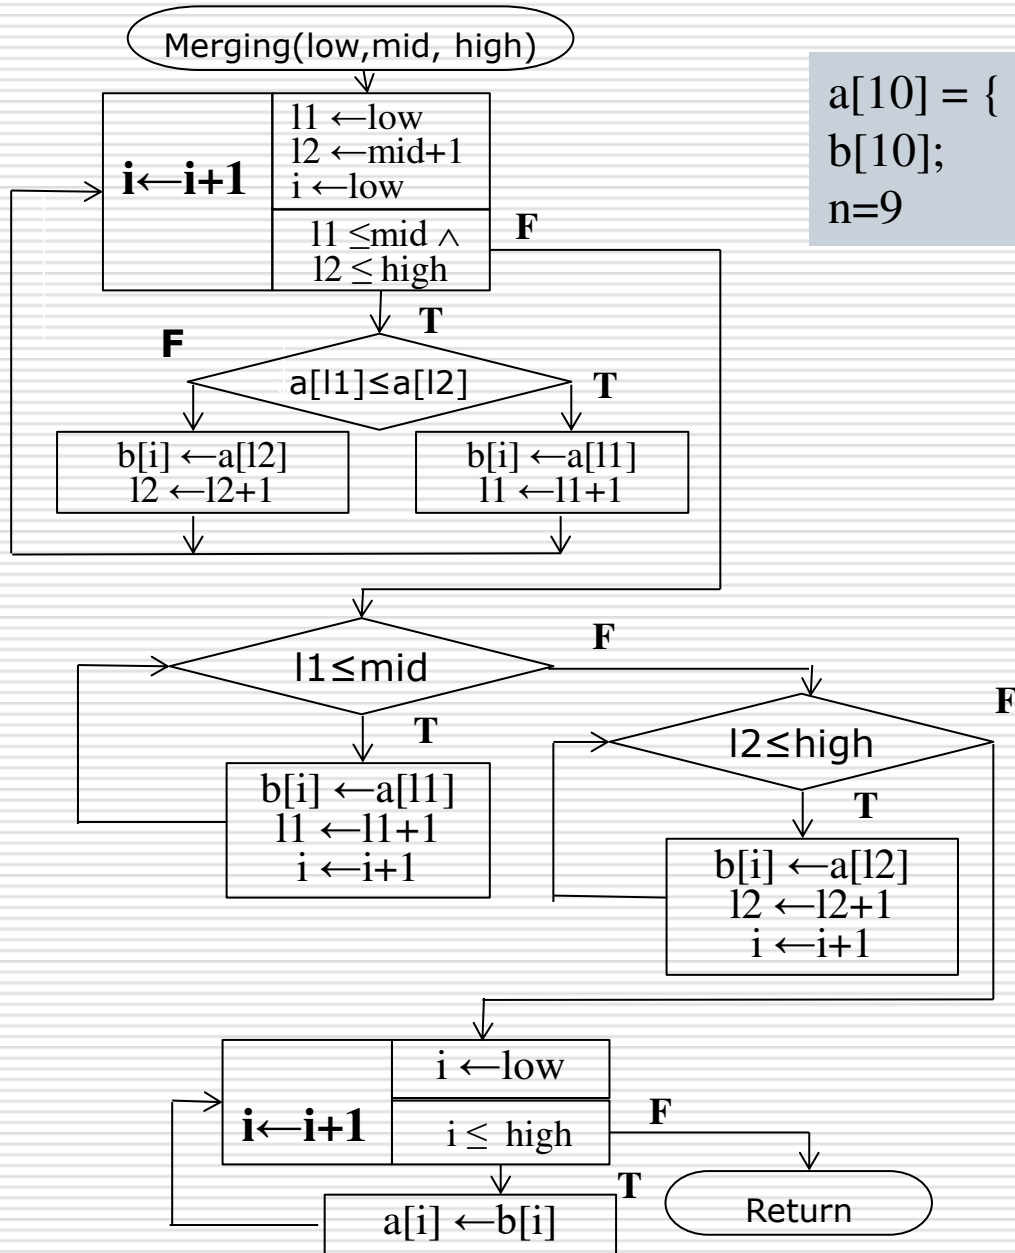 Merging(low,mid, high)
a[10] = {
b[10];
n=9
l1 ←low
l2 ←mid+1
i ←low
i←i+1
l1 ≤mid ∧
l2 ≤ high
F
T
F
a[l1]≤a[l2]
T
b[i] ←a[l2]
l2 ←l2+1
b[i] ←a[l1]
l1 ←l1+1
l1≤mid
F
T
b[i] ←a[l1]
l1 ←l1+1
i ←i+1
l2≤high
F
T
b[i] ←a[l2]
l2 ←l2+1
i ←i+1
i ←low
i←i+1
i ≤ high
F
T
a[i] ←b[i]
Return